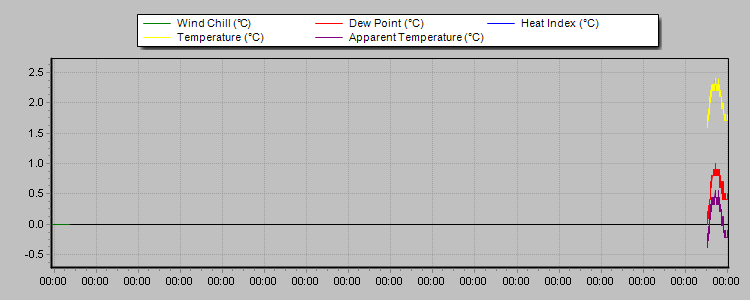 Wind Chill (°C) Dew Point (°C) Heat Index (°C)
Temperature (°C) Apparent Temperature (°C)
2.5
2.0
1.5
1.0
0.5
0.0
-0.5
00:00 00:00 00:00 00:00 00:00 00:00 00:00 00:00 00:00 00:00 00:00 00:00 00:00 00:00 00:00 00:00 00:00